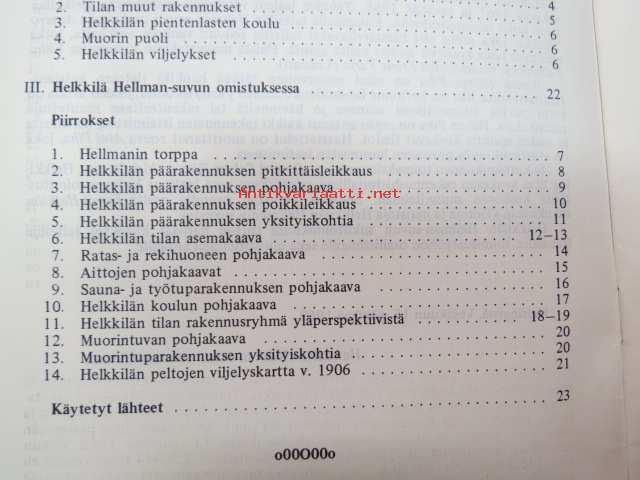 2. Tilan muut rakennukset . . . . . . . . . . . . . . . . . . . 4
3. Helkkilän pientenlasten koulu . . . . . . . . . . . . . . . . . . . 5
4. Muorin puoli . . . . . . . . . . . . . . . . . . . 6
5. Helkkilän viljelykset . . . . . . . . . . . . . . . . . . . 6
6
III. Helkkilä Hellman-suvun omistuksessa . . . . . . . . . . . . . . . . . . . 22
Piirrokset
1. Hellmanin torppa . . . . . . . . . . . . . . . . . . . 7
2. Helkkilän päärakennuksen pitkittäisleikkaus . . . . . . . . . . . . . . . 8
3. Helkkilän päärakennuksen pohjakaava . . . . . . . . . . . . . . . 9
Antikvariaatti.net
4. Helkkilän päärakennuksen poikkileikkaus . . . . . . . . . . . . . . . 10
5. Helkkilän päärakennuksen yksityiskohtia . . . . . . . . . . . . . . . 11
6. Helkkilän tilan asemakaava . . . . . . . . . . . . . . . 12–13
7. Ratas- ja rekihuoneen pohjakaava . . . . . . . . . . . . . . . 14
8. Aittojen pohjakaavat . . . . . . . . . . . . . . . 15
9. Sauna- ja työtuparakennuksen pohjakaava . . . . . . . . . . . . . . . 16
10. Helkkilän koulun pohjakaava . . . . . . . . . . . . . . . 17
11. Helkkilän tilan rakennusryhmä yläperspektiivistä . . . . . . . . . . . . 18–19
12. Muorintuvan pohjakaava . . . . . . . . . . . . . . . 20
13. Muorintuparakennuksen yksityiskohtia . . . . . . . . . . . . . . . 20
14. Helkkilän peltojen viljelyskartta v. 1906 . . . . . . . . . . . . . . . 21
Käytetyt lähteet . . . . . . . . . . . . . . . . . . . 23
o00O00o